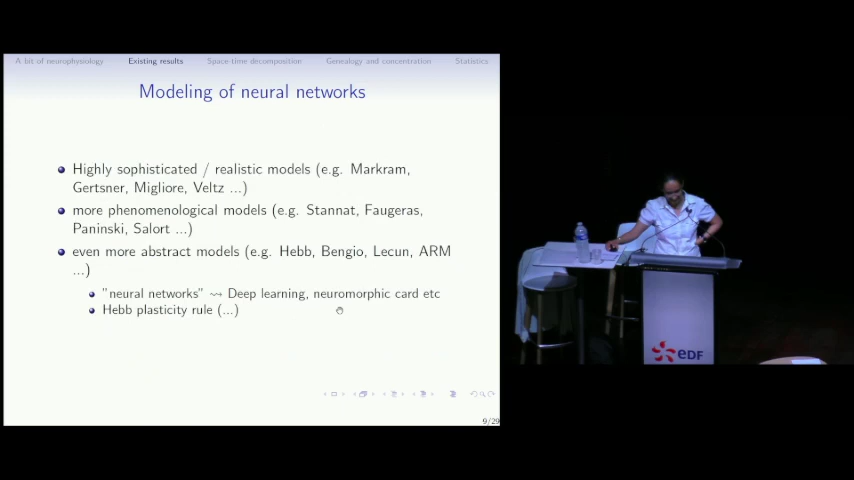 A bit of neurophysiology Existing results Space-time decomposition Genealogy and concentration Statistics
Modeling of neural networks
Highly sophisticated / realistic models (e.g. Markram,
Gertsner, Migliore, Veltz ...)
more phenomenological models (e.g. Stannat, Faugeras,
Paninski, Salort ...)
even more abstract models (e.g. Hebb, Bengio, Lecun, ARM
...)
"neural networks" ⇝ Deep learning, neuromorphic card etc
Hebb plasticity rule (...)
9/29
eDF